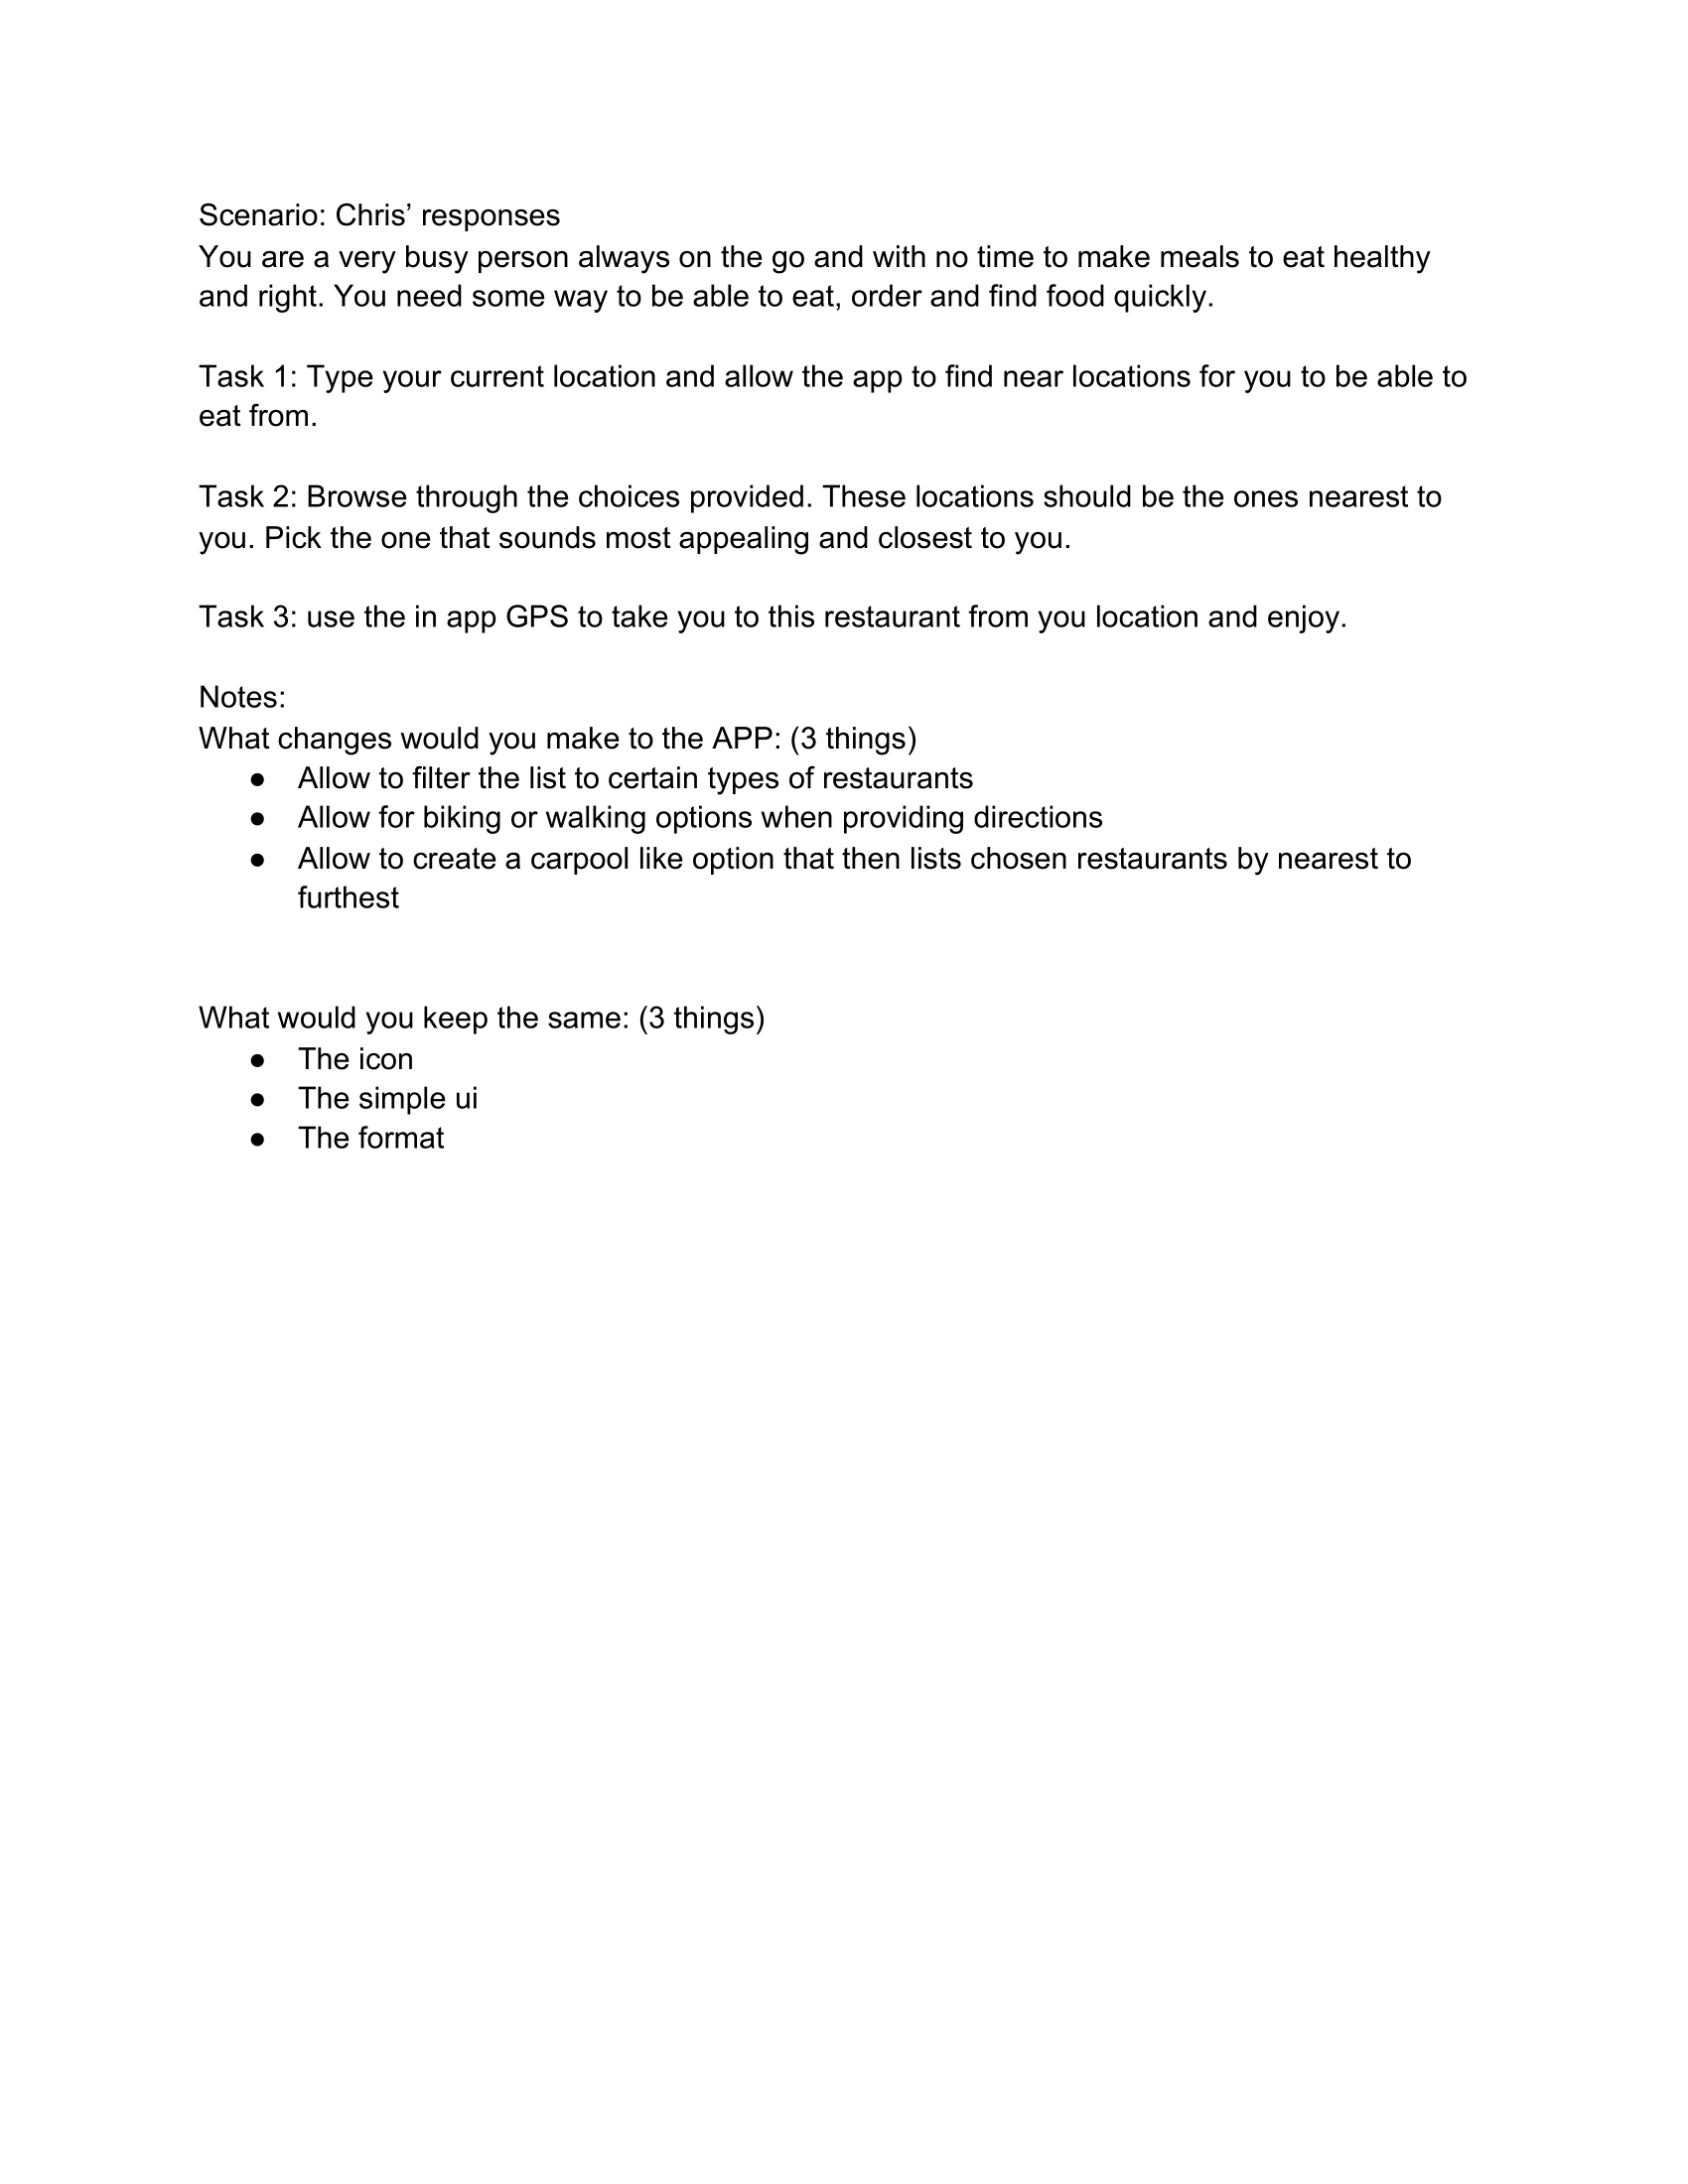 Scenario: Chris’ responses
You are a very busy person always on the go and with no time to make meals to eat healthy
and right. You need some way to be able to eat, order and find food quickly.
Task 1: Type your current location and allow the app to find near locations for you to be able to
eat from.
Task 2: Browse through the choices provided. These locations should be the ones nearest to
you. Pick the one that sounds most appealing and closest to you.
Task 3: use the in app GPS to take you to this restaurant from you location and enjoy.
Notes:
What changes would you make to the APP: (3 things)
● Allow to filter the list to certain types of restaurants
● Allow for biking or walking options when providing directions
● Allow to create a carpool like option that then lists chosen restaurants by nearest to
furthest
What would you keep the same: (3 things)
● The icon
● The simple ui
● The format